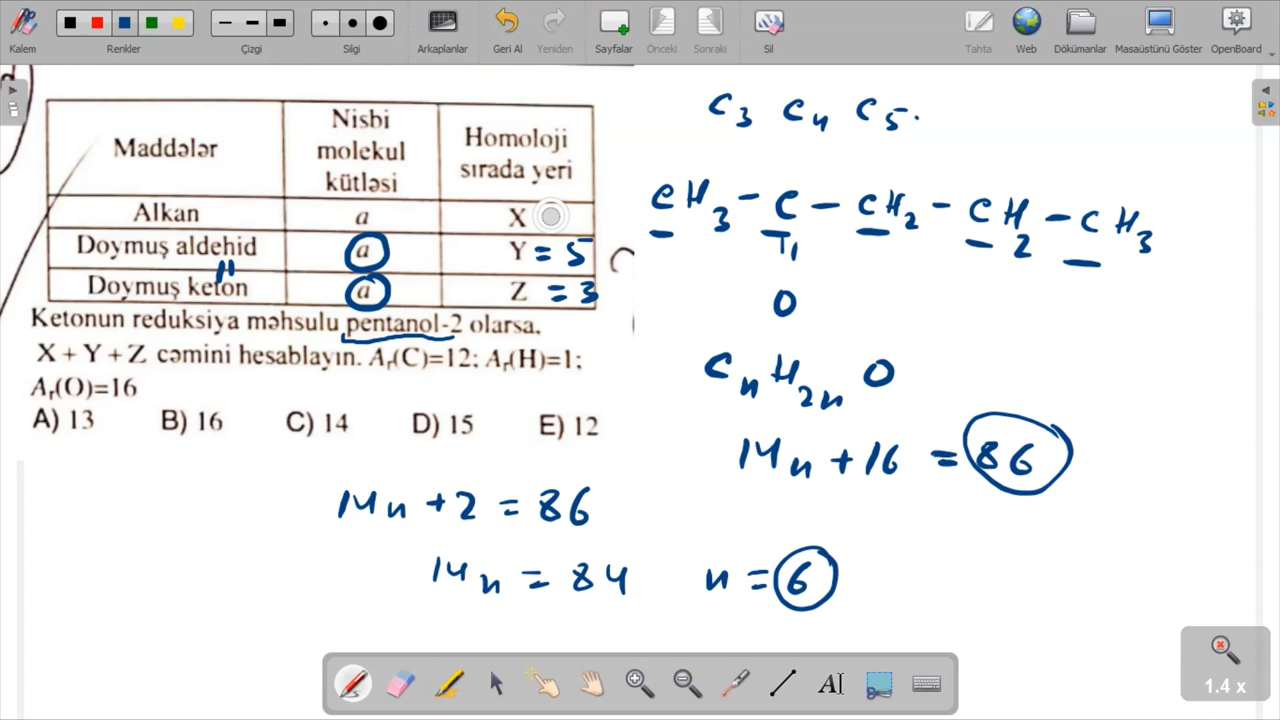 Kalem
Renkler
Çizgi
Silgi
Arkaplanlar
Geri Al
Yeniden
Sayfalar
Önceki
Sonraki
Sil
Tahta
Web
Dökümanlar
Masaüstünü Göster
OpenBoard
Maddələr
Nisbi molekul kütləsi
Homoloji sırada yeri
Alkan a X
Doymuş aldehid a Y = 5
Doymuş keton a Z = 3
Ketonun reduksiya məhsulu pentanol-2 olarsa,
X + Y + Z cəmini hesablayın. Aᵣ(C)=12; Aᵣ(H)=1;
Aᵣ(O)=16
A) 13 B) 16 C) 14 D) 15 E) 12
C₃ C₄ C₅.
CH₃ – C – CH₂ – CH₂ – CH₃
O
CₙH₂ₙO
14n + 16 = 86
14n + 2 = 86
14n = 84 n = 6
AI
1.4 x